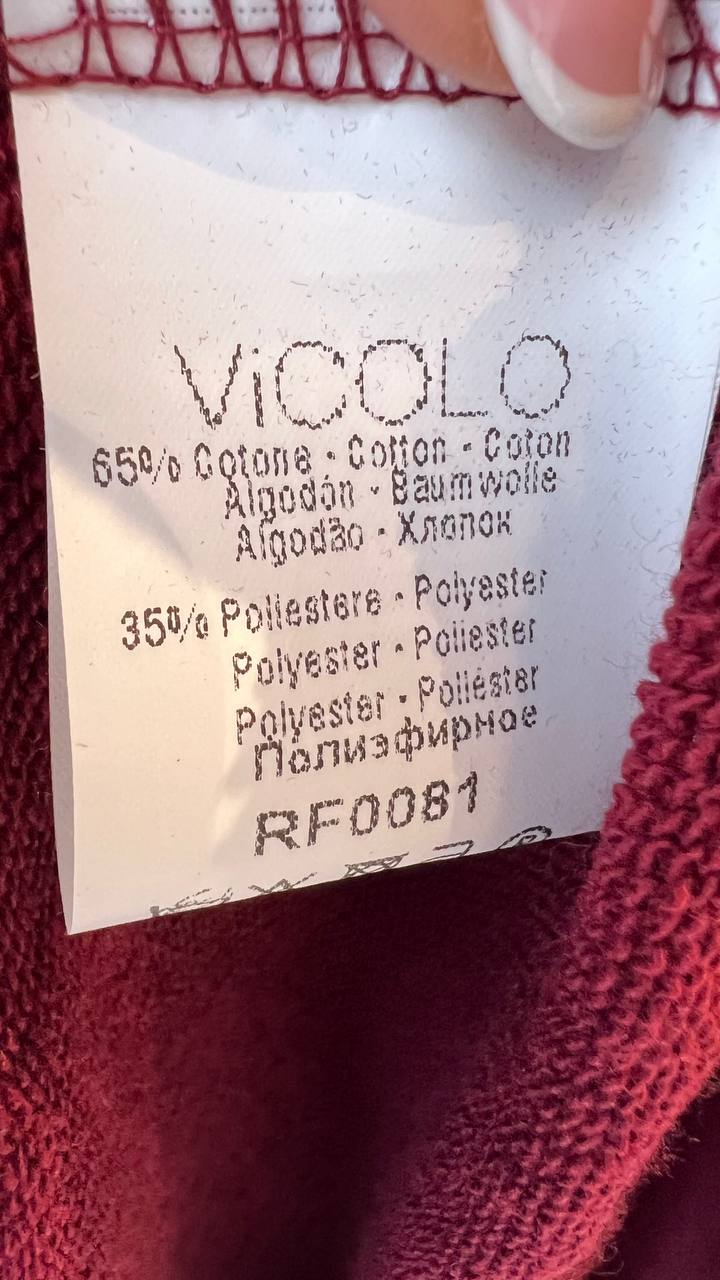 ViCOLO
65% Cotone - Cotton - Coton
Algodón - Baumwolle
Algodão - Хлопок
35% Poliestere - Polyester
Polyester - Poliester
Polyester - Poliéster
Полиэфирное
RF0081